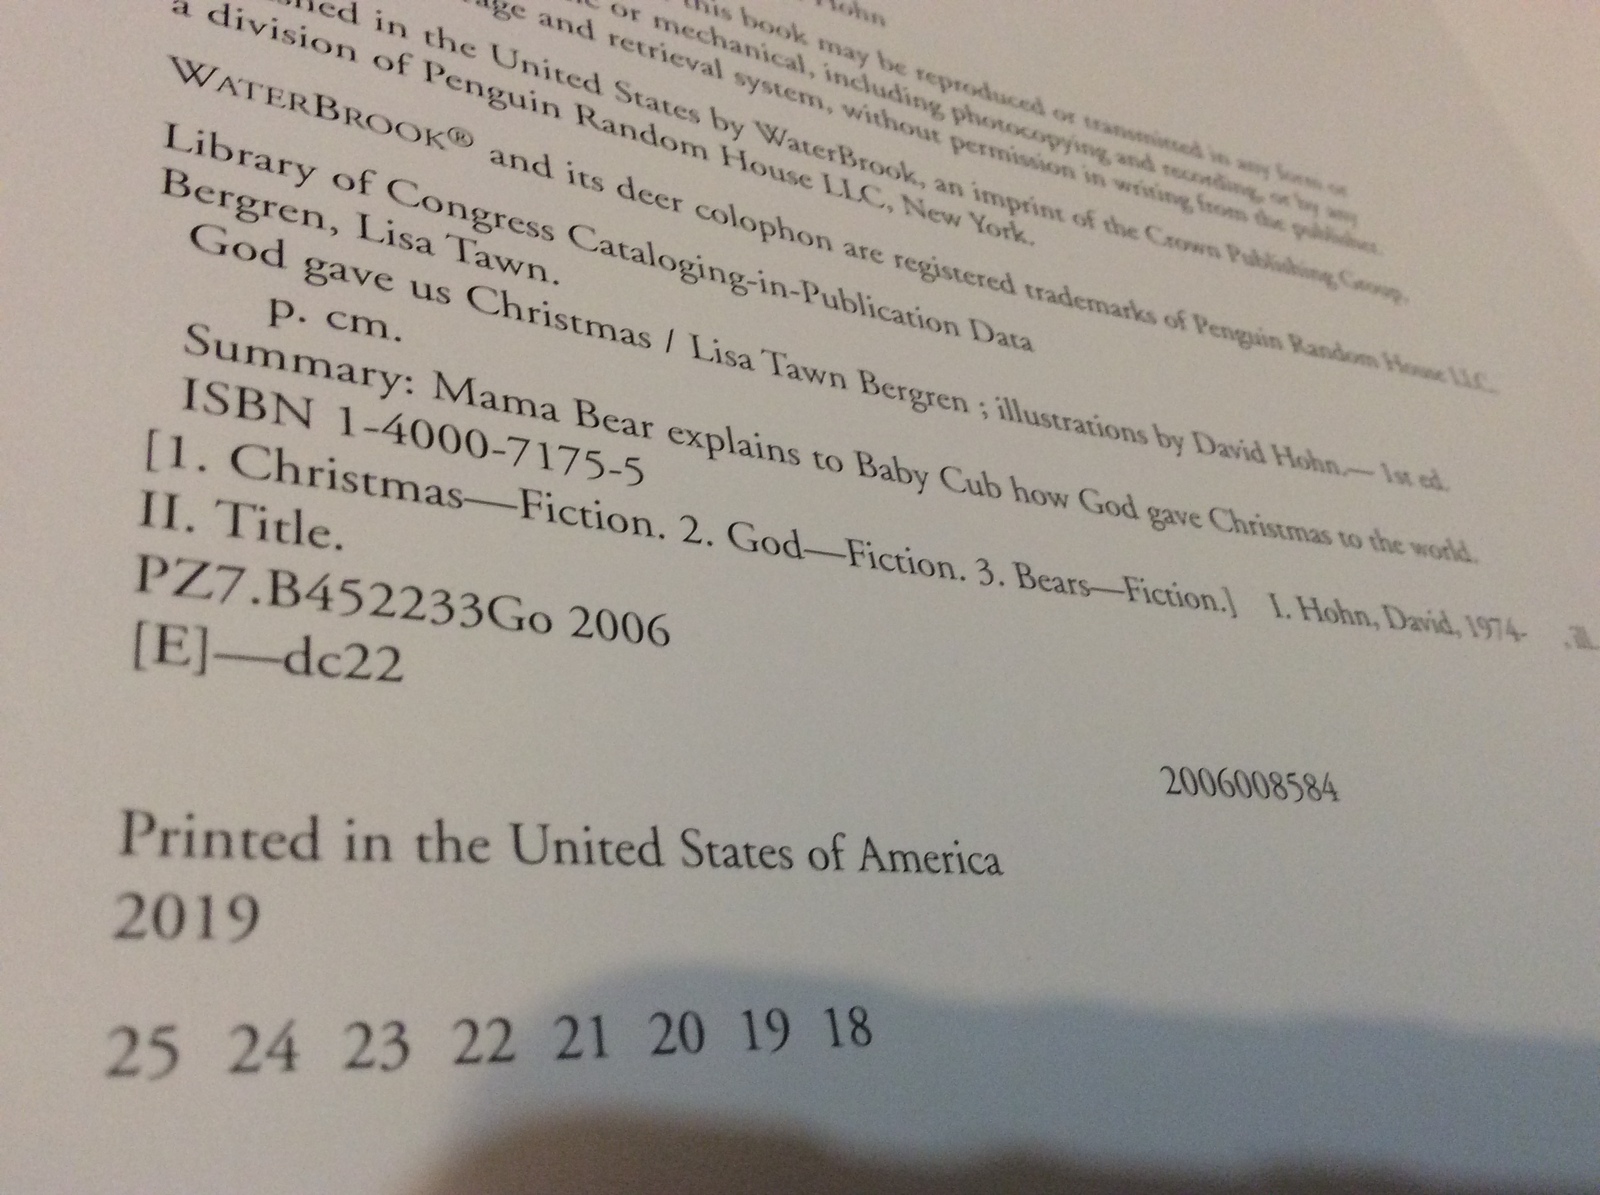 Hohn
this book may be reproduced or transmitted in any form or
or mechanical, including photocopying and recording, or by any
and retrieval system, without permission in writing from the publisher.
in the United States by WaterBrook, an imprint of the Crown Publishing Group,
a division of Penguin Random House LLC, New York.
WATERBROOK® and its deer colophon are registered trademarks of Penguin Random House LLC.
Library of Congress Cataloging-in-Publication Data
Bergren, Lisa Tawn.
God gave us Christmas / Lisa Tawn Bergren ; illustrations by David Hohn.— 1st ed.
p. cm.
Summary: Mama Bear explains to Baby Cub how God gave Christmas to the world.
ISBN 1-4000-7175-5
[1. Christmas—Fiction. 2. God—Fiction. 3. Bears—Fiction.] I. Hohn, David, 1974- , ill.
II. Title.
PZ7.B452233Go 2006
[E]—dc22
2006008584
Printed in the United States of America
2019
25 24 23 22 21 20 19 18